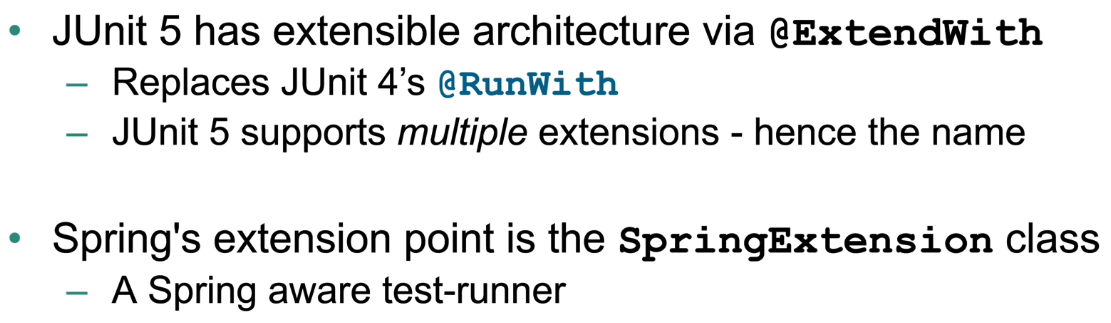 • JUnit 5 has extensible architecture via @ExtendWith
– Replaces JUnit 4’s @RunWith
– JUnit 5 supports multiple extensions - hence the name
• Spring's extension point is the SpringExtension class
– A Spring aware test-runner